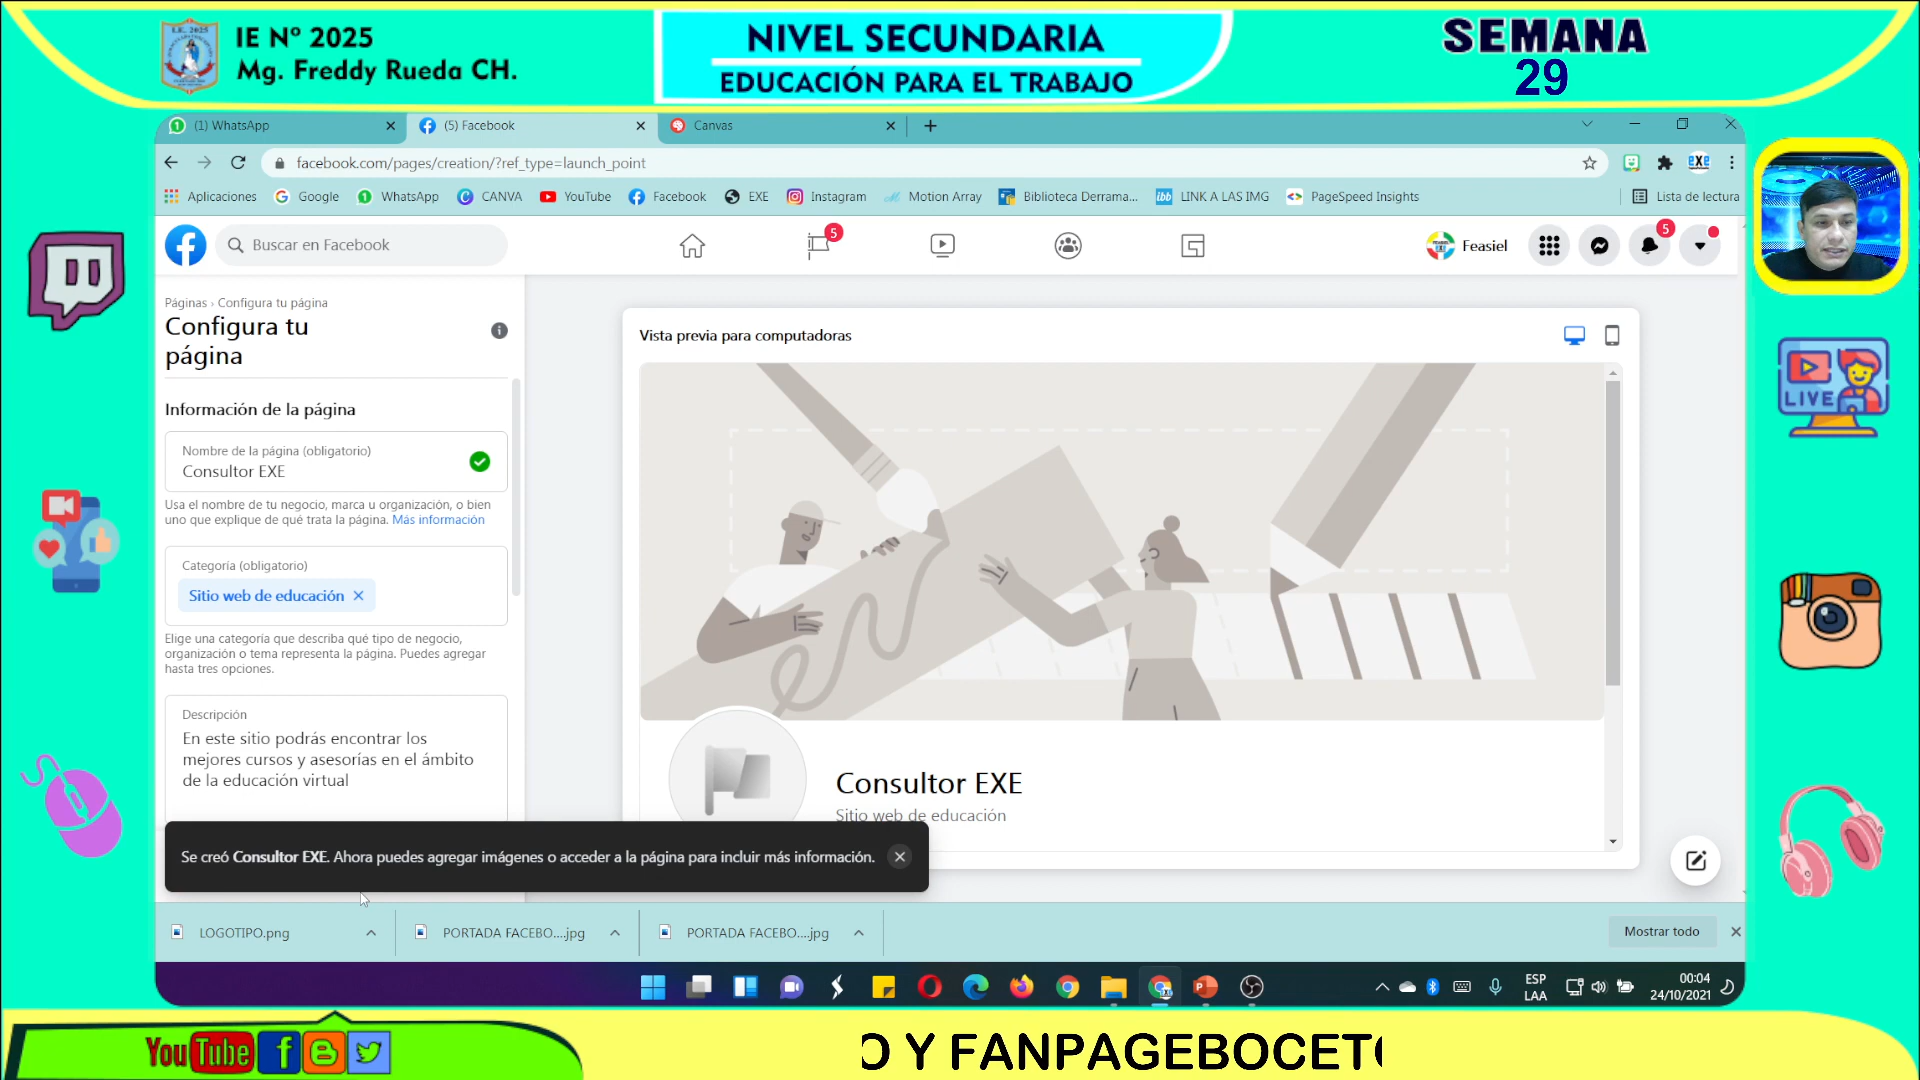 IE Nº 2025
Mg. Freddy Rueda CH.
NIVEL SECUNDARIA
EDUCACIÓN PARA EL TRABAJO
SEMANA
29
(1) WhatsApp
(5) Facebook
Canvas
facebook.com/pages/creation/?ref_type=launch_point
Aplicaciones
Google
WhatsApp
CANVA
YouTube
Facebook
EXE
Instagram
Motion Array
Biblioteca Derrama...
LINK A LAS IMG
PageSpeed Insights
Lista de lectura
Buscar en Facebook
5
Feasiel
5
Páginas › Configura tu página
Configura tu
página
Información de la página
Nombre de la página (obligatorio)
Consultor EXE
Usa el nombre de tu negocio, marca u organización, o bien
uno que explique de qué trata la página. Más información
Categoría (obligatorio)
Sitio web de educación
Elige una categoría que describa qué tipo de negocio,
organización o tema representa la página. Puedes agregar
hasta tres opciones.
Descripción
En este sitio podrás encontrar los
mejores cursos y asesorías en el ámbito
de la educación virtual
Vista previa para computadoras
Consultor EXE
Sitio web de educación
Se creó Consultor EXE. Ahora puedes agregar imágenes o acceder a la página para incluir más información.
LIVE
LOGOTIPO.png
PORTADA FACEBO....jpg
PORTADA FACEBO....jpg
Mostrar todo
ESP
LAA
00:04
24/10/2021
YouTube
O Y FANPAGEBOCETO